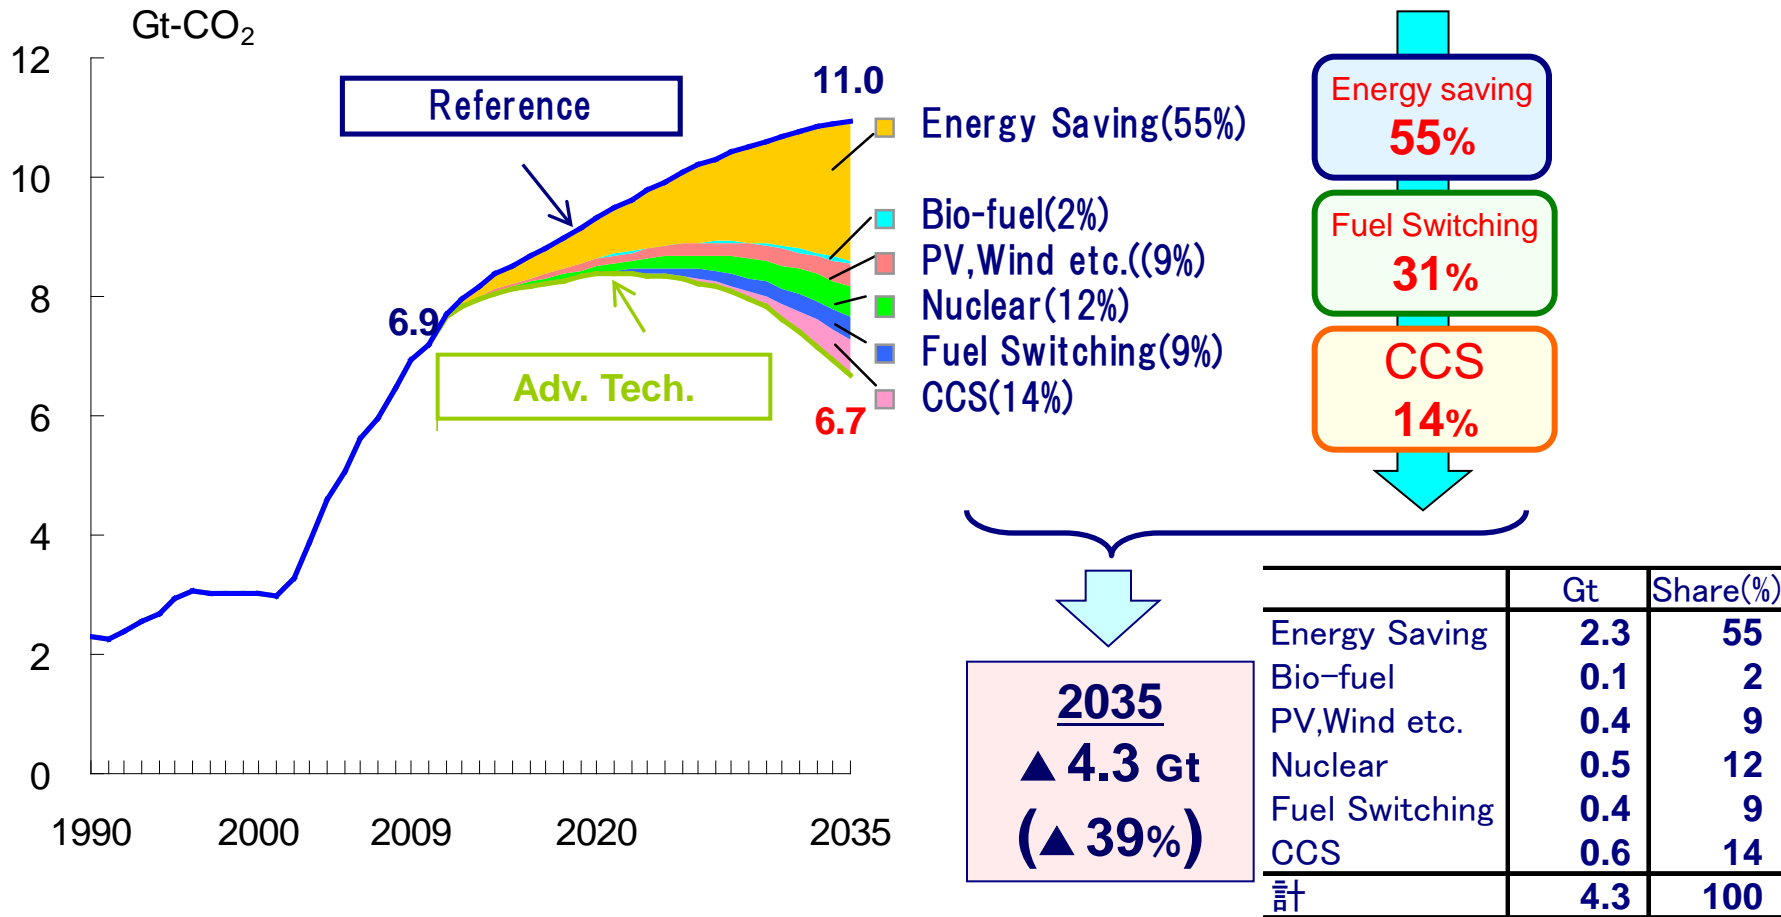 Gt-CO₂
12
10
8
6
4
2
0
1990
2000
2009
2020
2035
Reference
Adv. Tech.
6.9
11.0
6.7
Energy Saving(55%)
Bio-fuel(2%)
PV,Wind etc.((9%)
Nuclear(12%)
Fuel Switching(9%)
CCS(14%)
Energy saving
55%
Fuel Switching
31%
CCS
14%
2035
▲ 4.3 Gt
(▲ 39%)
Gt Share(%)
Energy Saving 2.3 55
Bio-fuel 0.1 2
PV,Wind etc. 0.4 9
Nuclear 0.5 12
Fuel Switching 0.4 9
CCS 0.6 14
計 4.3 100